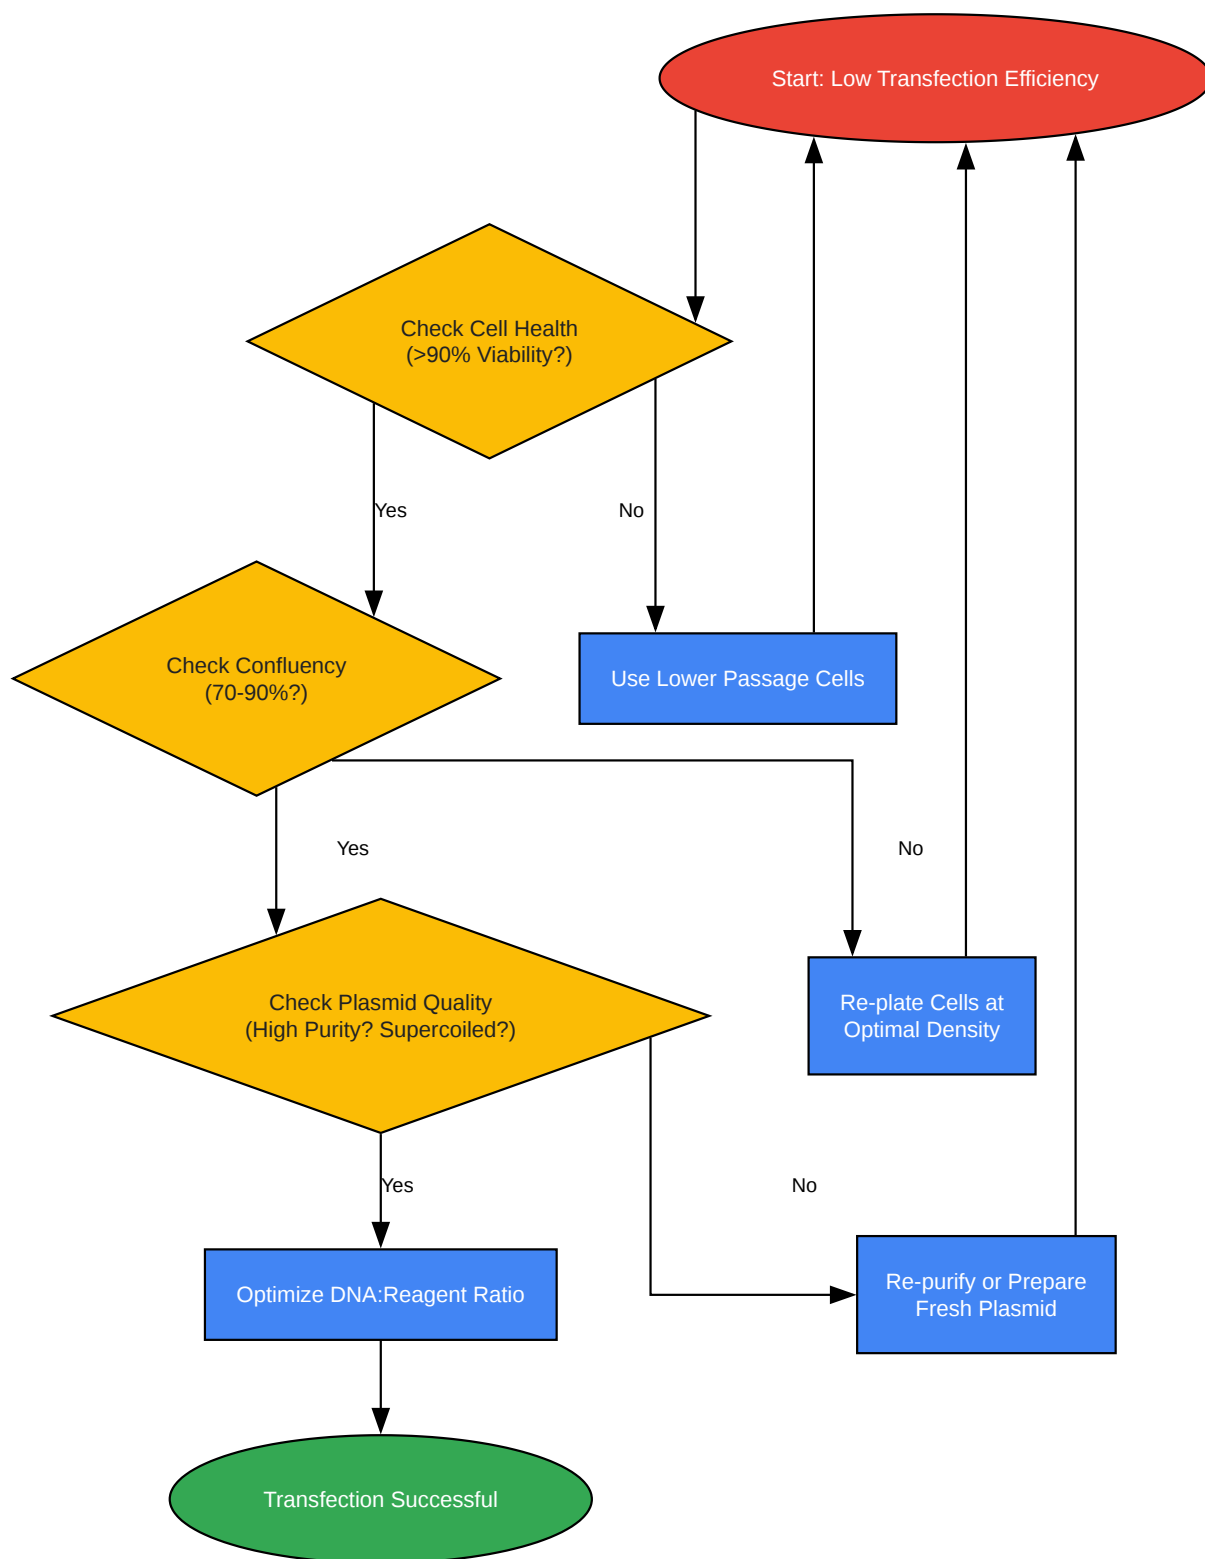 Start: Low Transfection Efficiency
Check Cell Health
(>90% Viability?)
Yes
No
Check Confluency
(70-90%?)
Use Lower Passage Cells
Yes
No
Check Plasmid Quality
(High Purity? Supercoiled?)
Re-plate Cells at
Optimal Density
Yes
No
Optimize DNA:Reagent Ratio
Re-purify or Prepare
Fresh Plasmid
Transfection Successful